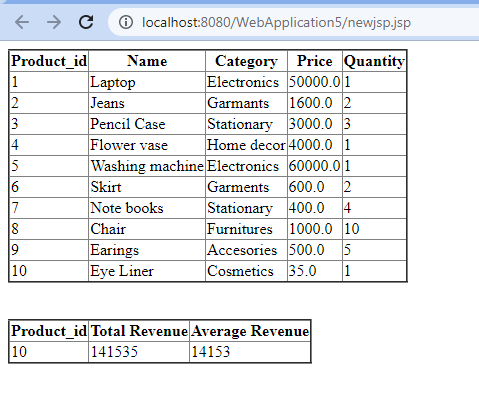 localhost:8080/WebApplication5/newjsp.jsp
Product_id Name Category Price Quantity
1 Laptop Electronics 50000.0 1
2 Jeans Garmants 1600.0 2
3 Pencil Case Stationary 3000.0 3
4 Flower vase Home decor 4000.0 1
5 Washing machine Electronics 60000.0 1
6 Skirt Garments 600.0 2
7 Note books Stationary 400.0 4
8 Chair Furnitures 1000.0 10
9 Earings Accesories 500.0 5
10 Eye Liner Cosmetics 35.0 1
Product_id Total Revenue Average Revenue
10 141535 14153